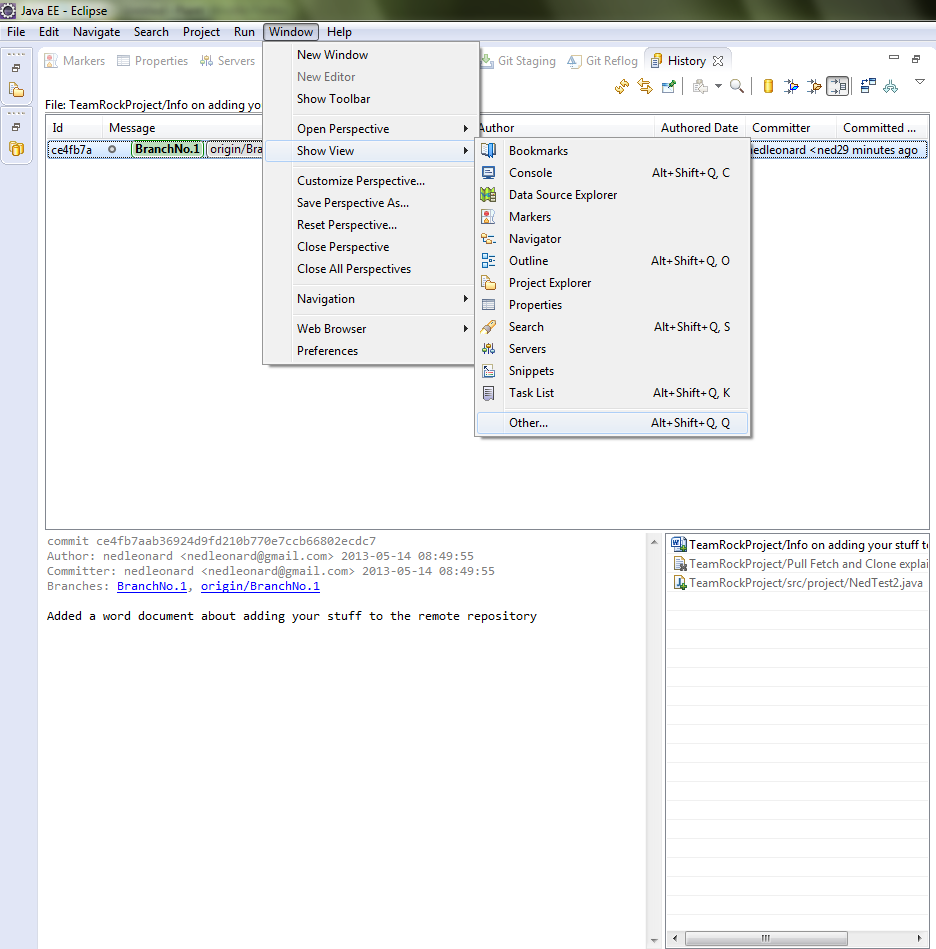 Java EE - Eclipse
File Edit Navigate Search Project Run Window Help
Markers Properties Servers Git Staging Git Reflog History
File: TeamRockProject/Info on adding yo
Id Message Author Authored Date Committer Committed ...
ce4fb7a BranchNo.1 origin/Bra nedleonard <ned 29 minutes ago
New Window
New Editor
Show Toolbar
Open Perspective
Show View
Customize Perspective...
Save Perspective As...
Reset Perspective...
Close Perspective
Close All Perspectives
Navigation
Web Browser
Preferences
Bookmarks
Console Alt+Shift+Q, C
Data Source Explorer
Markers
Navigator
Outline Alt+Shift+Q, O
Project Explorer
Properties
Search Alt+Shift+Q, S
Servers
Snippets
Task List Alt+Shift+Q, K
Other... Alt+Shift+Q, Q
commit ce4fb7aab36924d9fd210b770e7ccb66802ecdc7
Author: nedleonard <nedleonard@gmail.com> 2013-05-14 08:49:55
Committer: nedleonard <nedleonard@gmail.com> 2013-05-14 08:49:55
Branches: BranchNo.1, origin/BranchNo.1
Added a word document about adding your stuff to the remote repository
TeamRockProject/Info on adding your stuff to
TeamRockProject/Pull Fetch and Clone explai
TeamRockProject/src/project/NedTest2.java